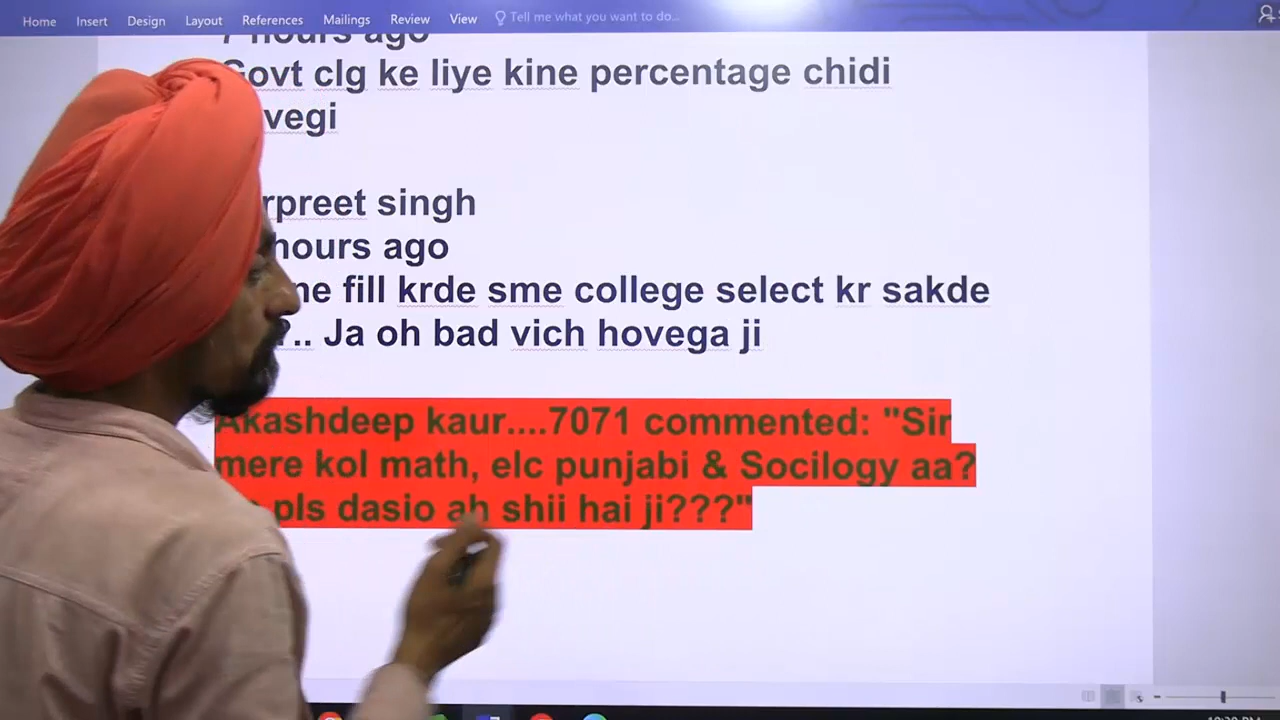 Home Insert Design Layout References Mailings Review View Tell me what you want to do...
7 hours ago
Govt clg ke liye kine percentage chidi
vegi
rpreet singh
hours ago
me fill krde sme college select kr sakde
.. Ja oh bad vich hovega ji
Akashdeep kaur....7071 commented: "Sir
mere kol math, elc punjabi & Socilogy aa?
pls dasio ah shii hai ji???"